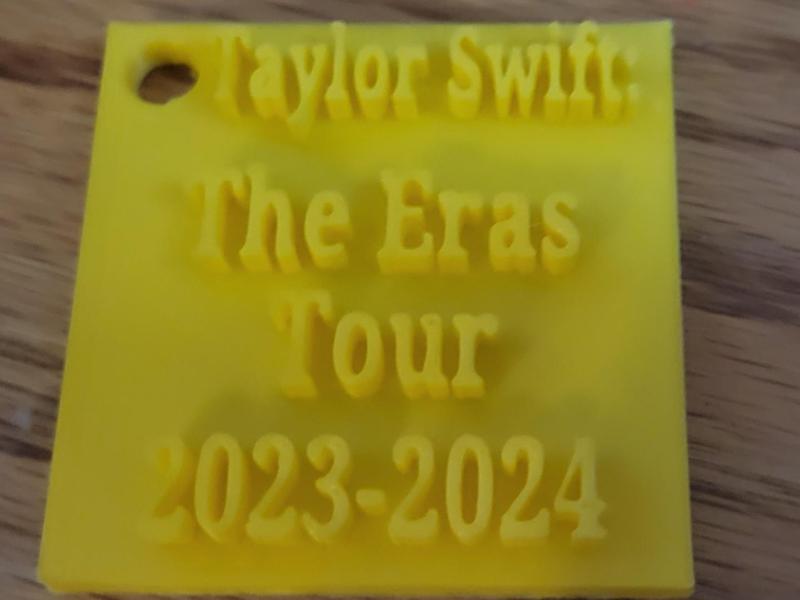 Taylor Swift:
The Eras
Tour
2023-2024